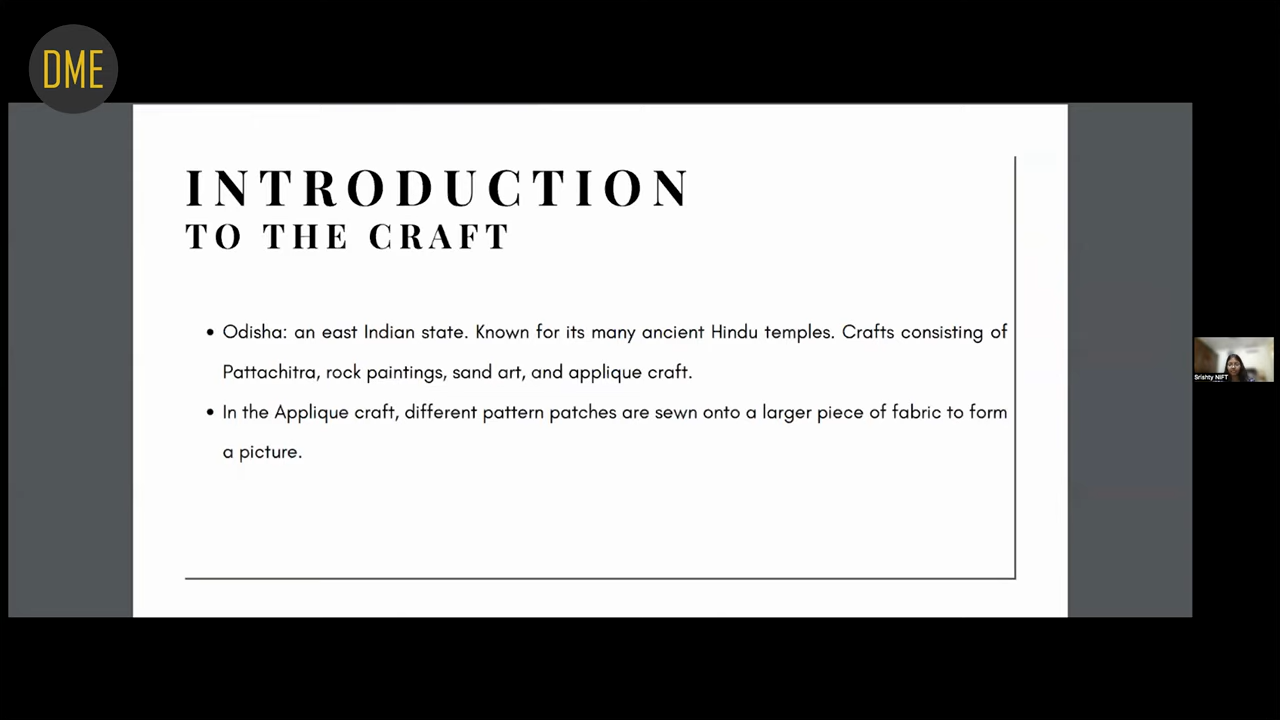 DME
INTRODUCTION
TO THE CRAFT
• Odisha: an east Indian state. Known for its many ancient Hindu temples. Crafts consisting of
Pattachitra, rock paintings, sand art, and applique craft.
• In the Applique craft, different pattern patches are sewn onto a larger piece of fabric to form
a picture.
Srishty NIFT